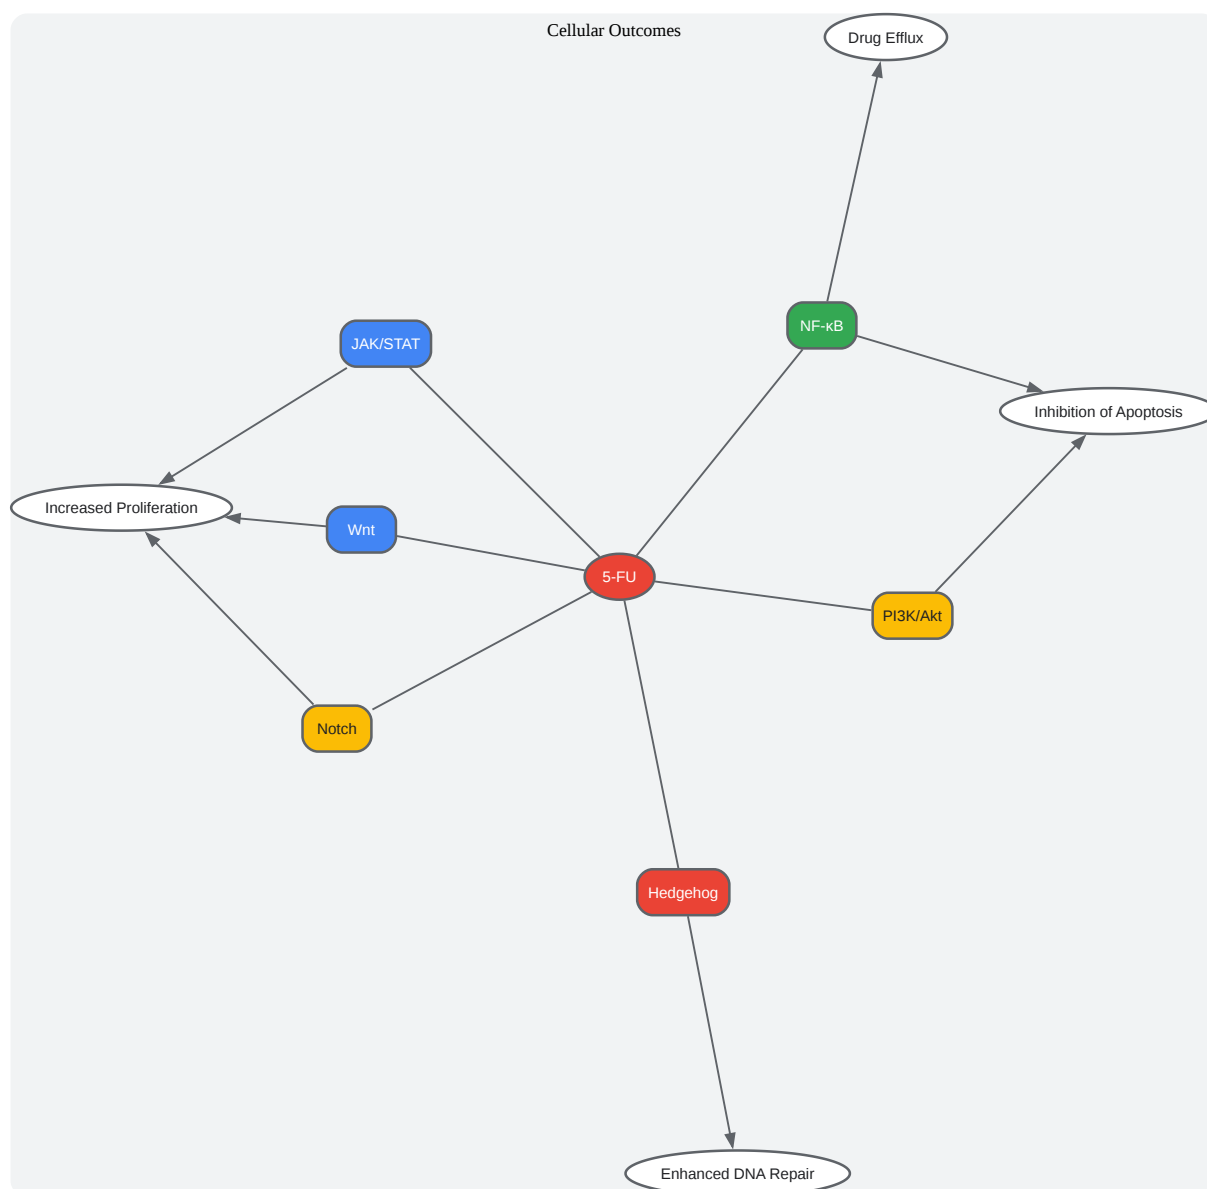 Cellular Outcomes
Drug Efflux
NF-κB
JAK/STAT
Inhibition of Apoptosis
Increased Proliferation
Wnt
5-FU
PI3K/Akt
Notch
Hedgehog
Enhanced DNA Repair